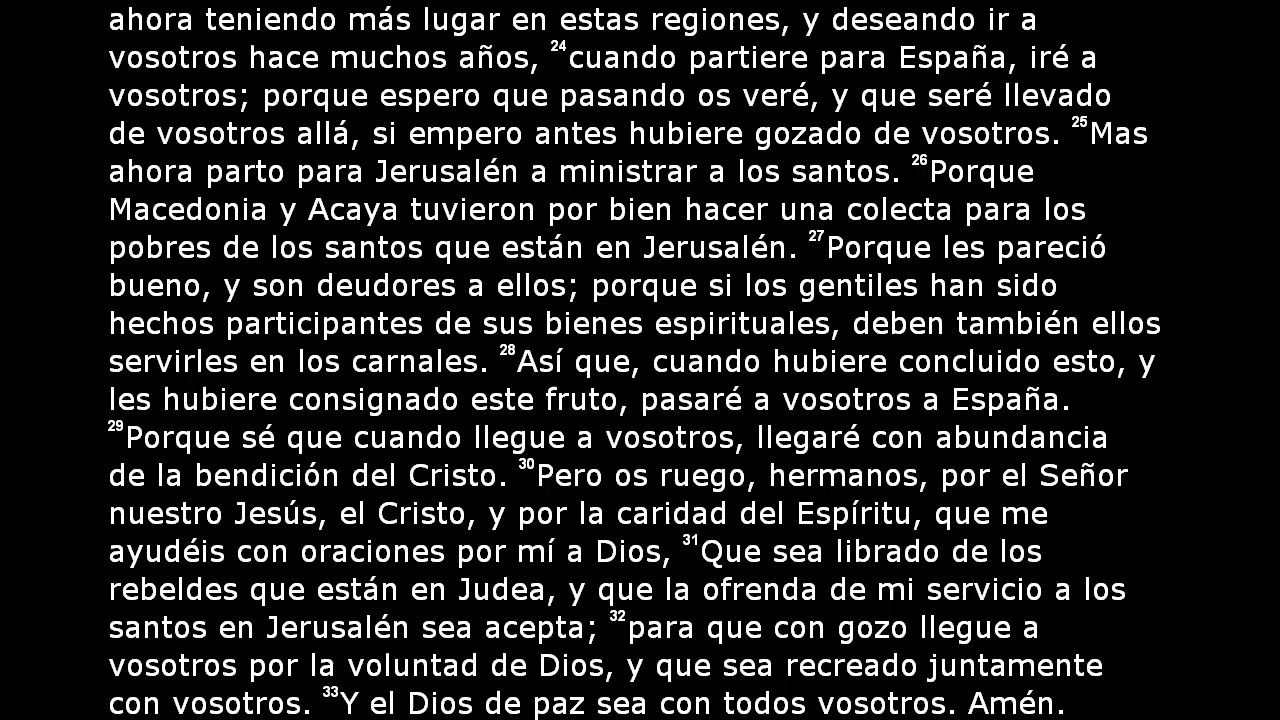 ahora teniendo más lugar en estas regiones, y deseando ir a
vosotros hace muchos años, 24cuando partiere para España, iré a
vosotros; porque espero que pasando os veré, y que seré llevado
de vosotros allá, si empero antes hubiere gozado de vosotros. 25Mas
ahora parto para Jerusalén a ministrar a los santos. 26Porque
Macedonia y Acaya tuvieron por bien hacer una colecta para los
pobres de los santos que están en Jerusalén. 27Porque les pareció
bueno, y son deudores a ellos; porque si los gentiles han sido
hechos participantes de sus bienes espirituales, deben también ellos
servirles en los carnales. 28Así que, cuando hubiere concluido esto, y
les hubiere consignado este fruto, pasaré a vosotros a España.
29Porque sé que cuando llegue a vosotros, llegaré con abundancia
de la bendición del Cristo. 30Pero os ruego, hermanos, por el Señor
nuestro Jesús, el Cristo, y por la caridad del Espíritu, que me
ayudéis con oraciones por mí a Dios, 31Que sea librado de los
rebeldes que están en Judea, y que la ofrenda de mi servicio a los
santos en Jerusalén sea acepta; 32para que con gozo llegue a
vosotros por la voluntad de Dios, y que sea recreado juntamente
con vosotros. 33Y el Dios de paz sea con todos vosotros. Amén.